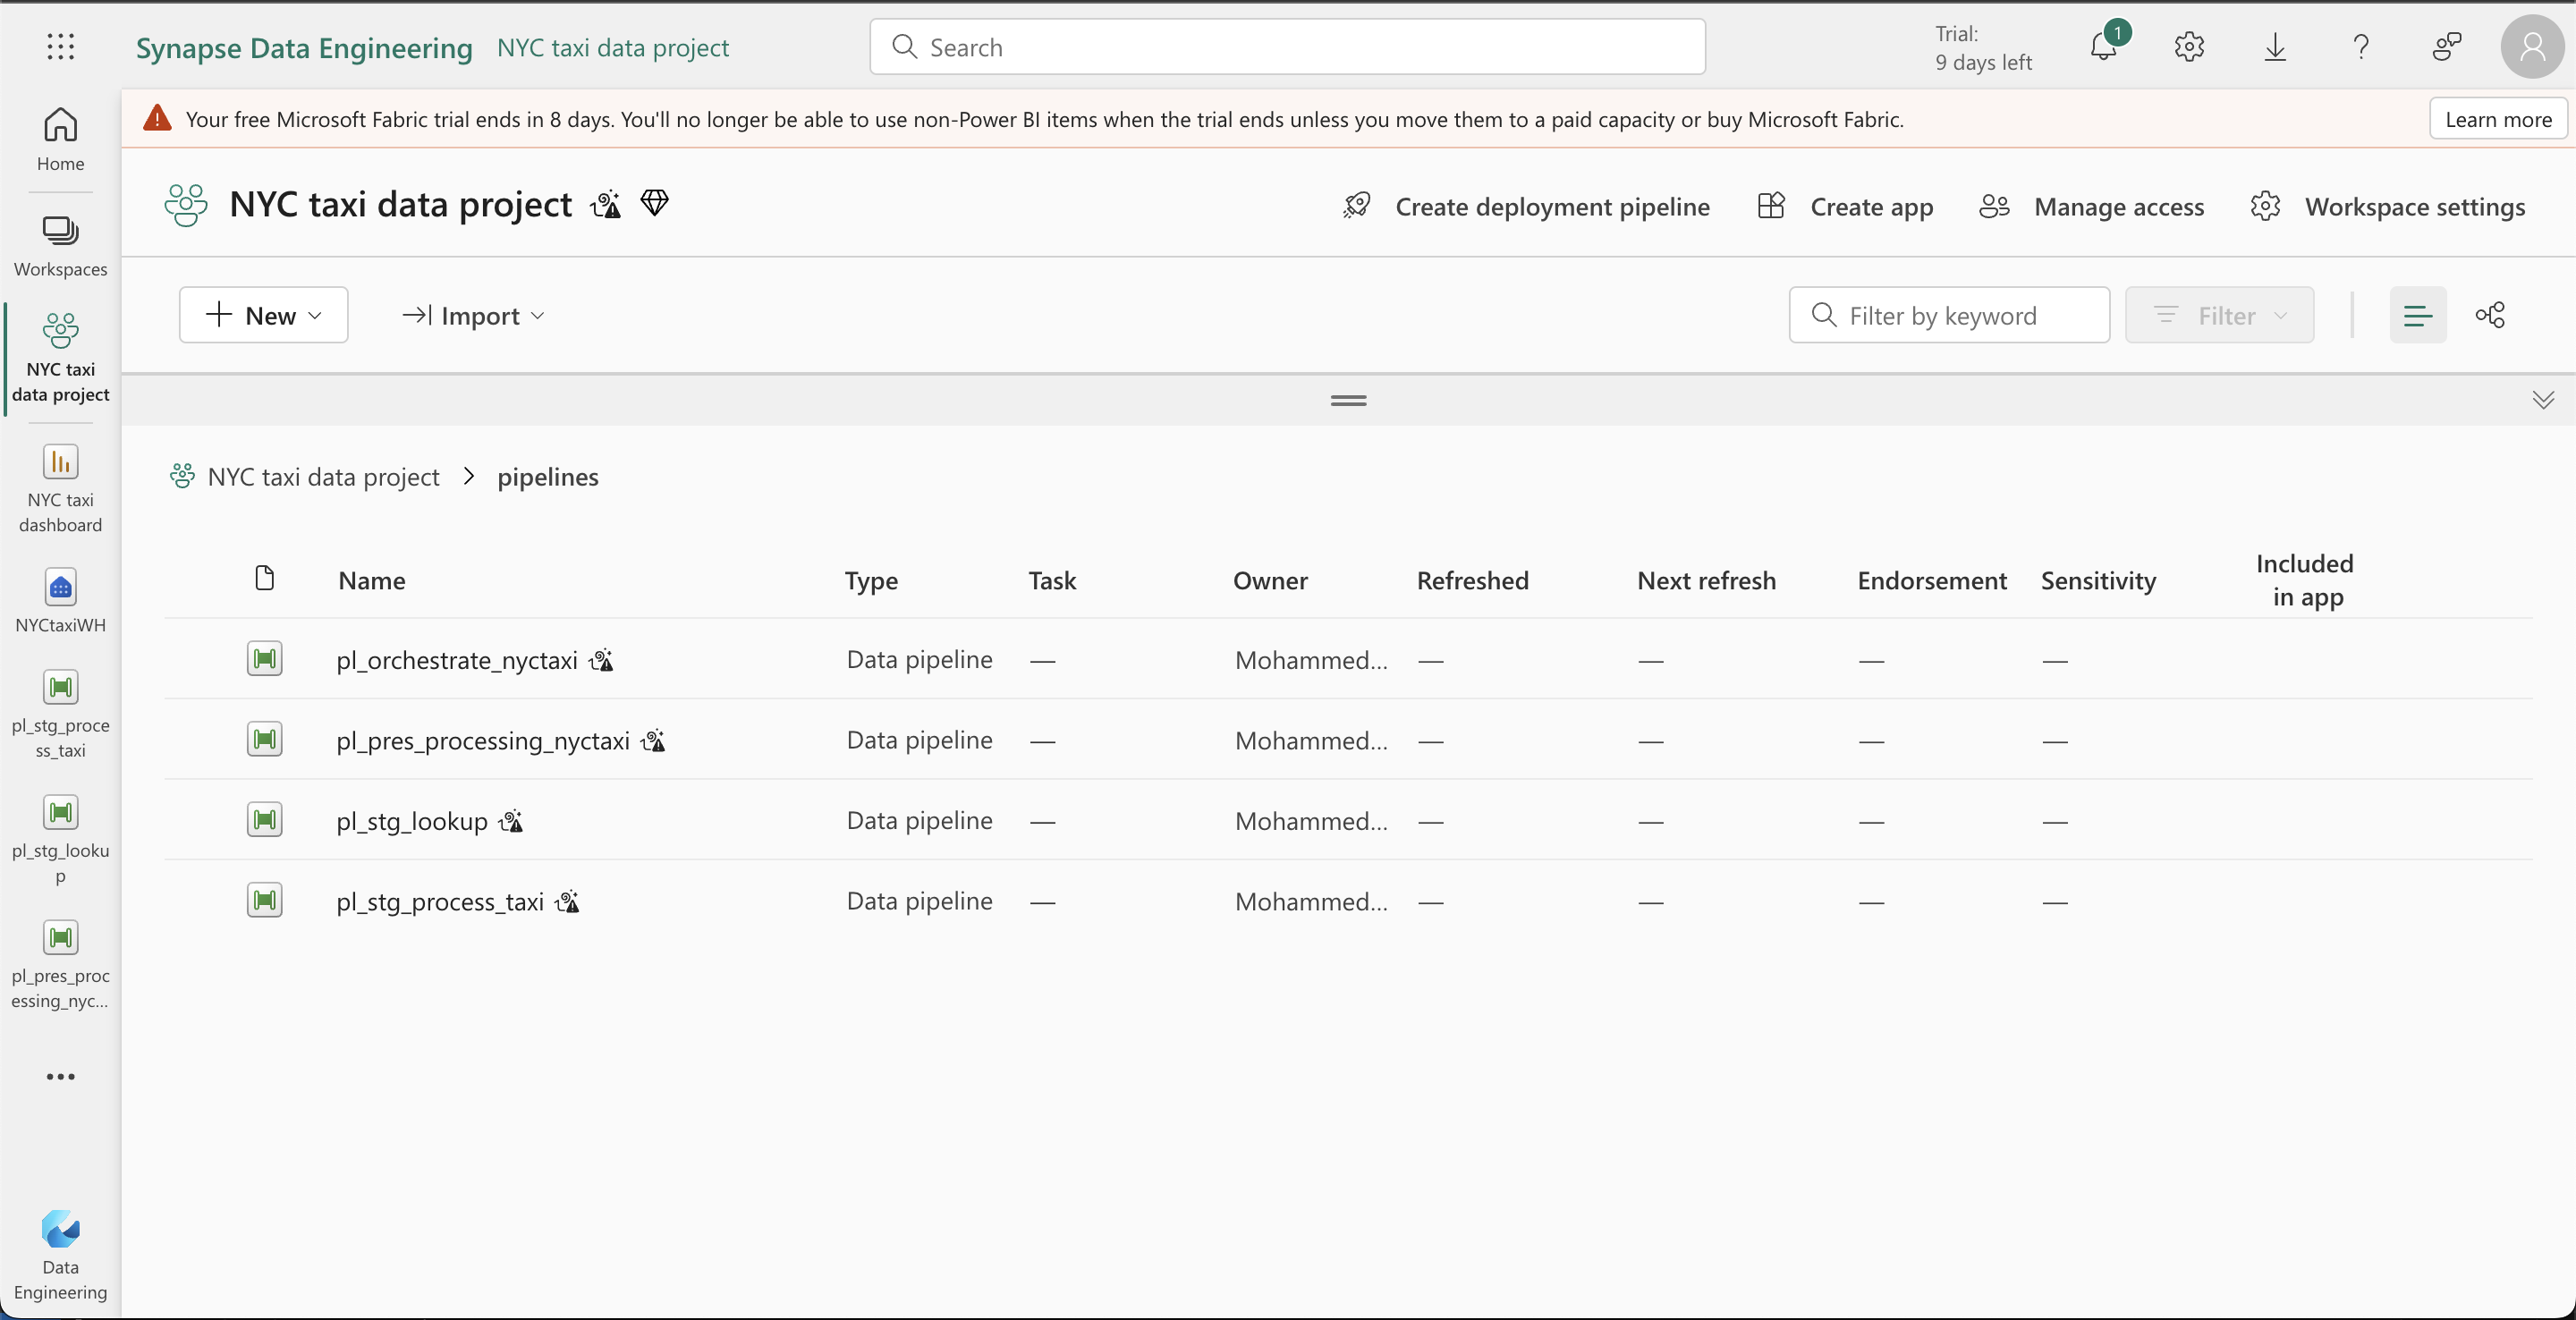 Synapse Data Engineering NYC taxi data project
Search
Trial:
9 days left
1
Your free Microsoft Fabric trial ends in 8 days. You'll no longer be able to use non-Power BI items when the trial ends unless you move them to a paid capacity or buy Microsoft Fabric.
Learn more
Home
Workspaces
NYC taxi
data project
NYC taxi
dashboard
NYCtaxiWH
pl_stg_proce
ss_taxi
pl_stg_looku
p
pl_pres_proc
essing_nyc...
Data
Engineering
NYC taxi data project
Create deployment pipeline Create app Manage access Workspace settings
New Import
Filter by keyword Filter
NYC taxi data project > pipelines
Name Type Task Owner Refreshed Next refresh Endorsement Sensitivity Included
in app
pl_orchestrate_nyctaxi Data pipeline — Mohammed... — — — —
pl_pres_processing_nyctaxi Data pipeline — Mohammed... — — — —
pl_stg_lookup Data pipeline — Mohammed... — — — —
pl_stg_process_taxi Data pipeline — Mohammed... — — — —